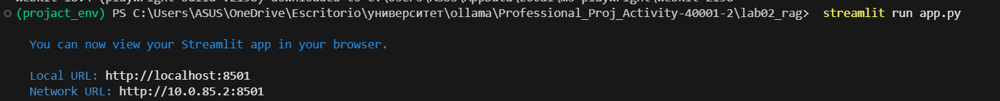 (projact_env) PS C:\Users\ASUS\OneDrive\Escritorio\университет\ollama\Professional_Proj_Activity-40001-2\lab02_rag> streamlit run app.py
You can now view your Streamlit app in your browser.
Local URL: http://localhost:8501
Network URL: http://10.0.85.2:8501